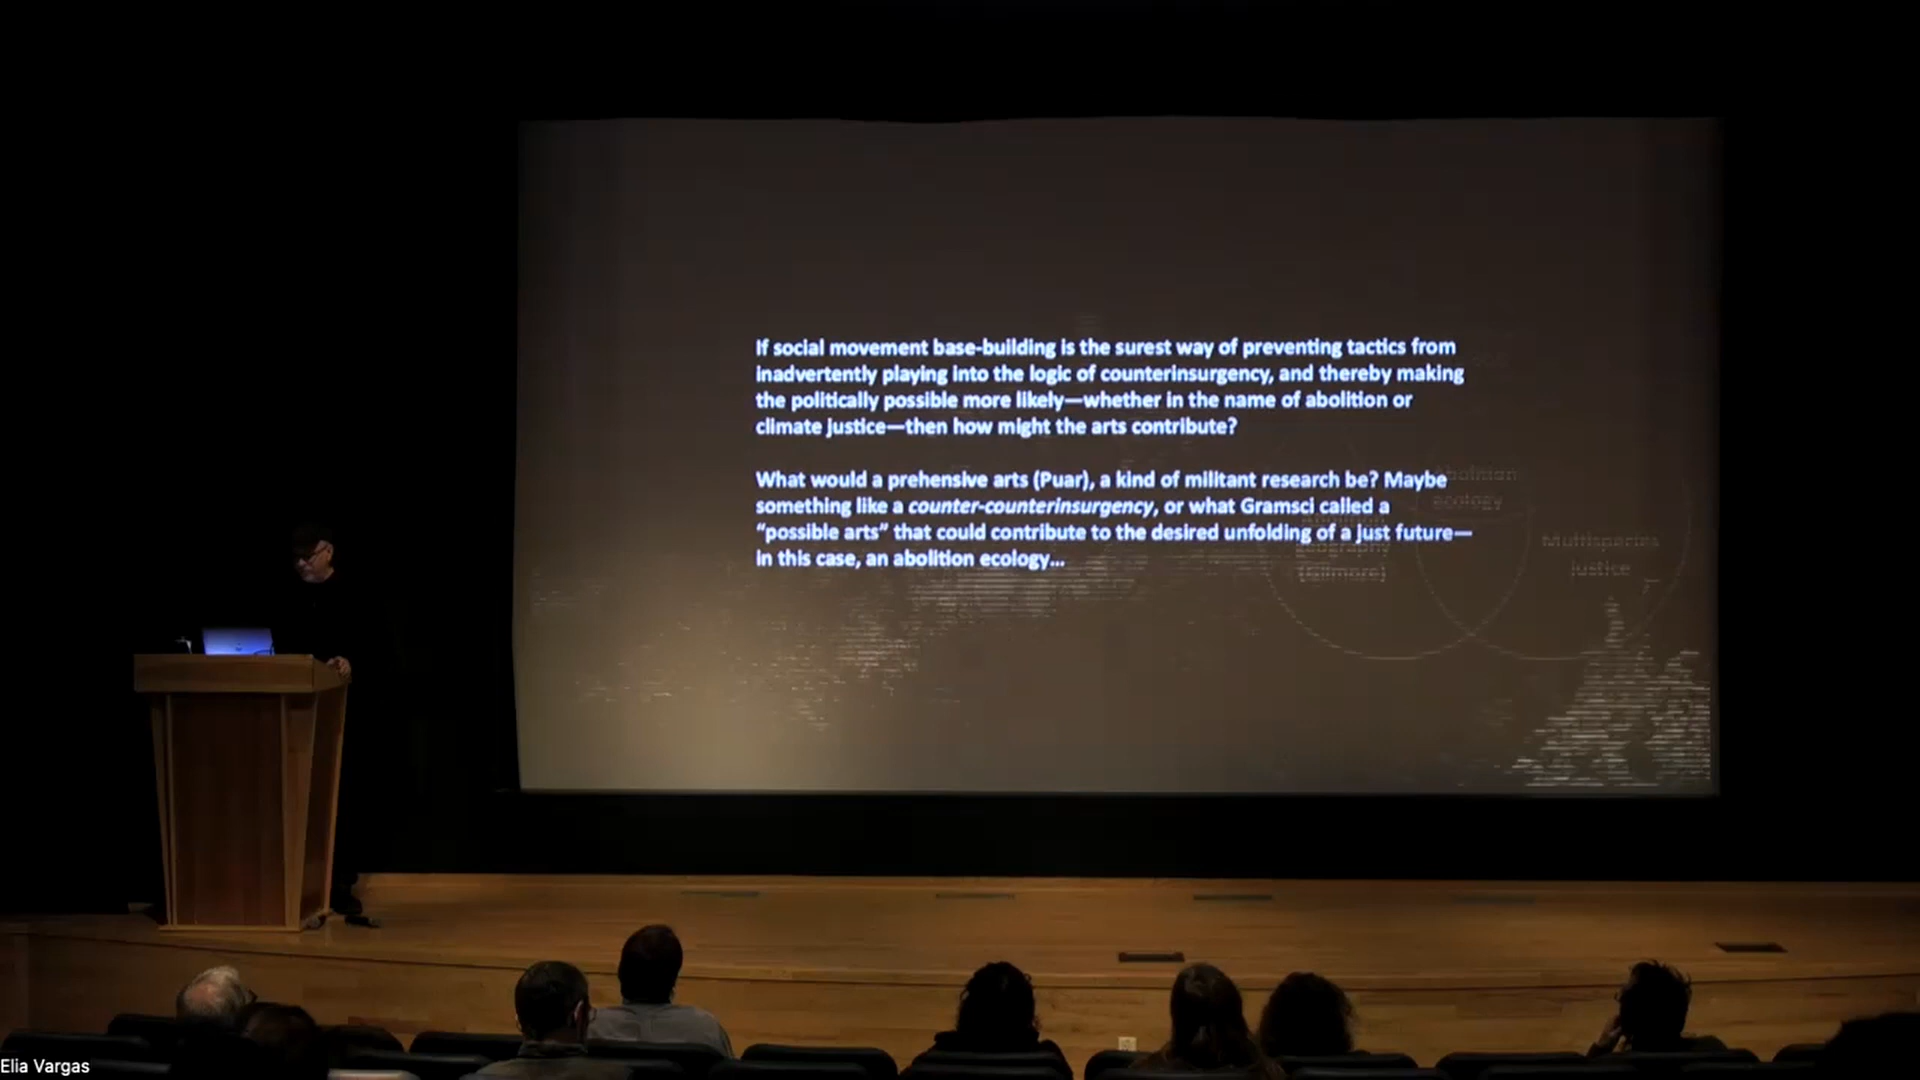 If social movement base-building is the surest way of preventing tactics from
inadvertently playing into the logic of counterinsurgency, and thereby making
the politically possible more likely—whether in the name of abolition or
climate justice—then how might the arts contribute?
What would a prehensive arts (Puar), a kind of militant research be? Maybe
something like a counter-counterinsurgency, or what Gramsci called a
“possible arts” that could contribute to the desired unfolding of a just future—
in this case, an abolition ecology...
ecology
geography
(Gilmore)
Multispecies
justice
Elia Vargas